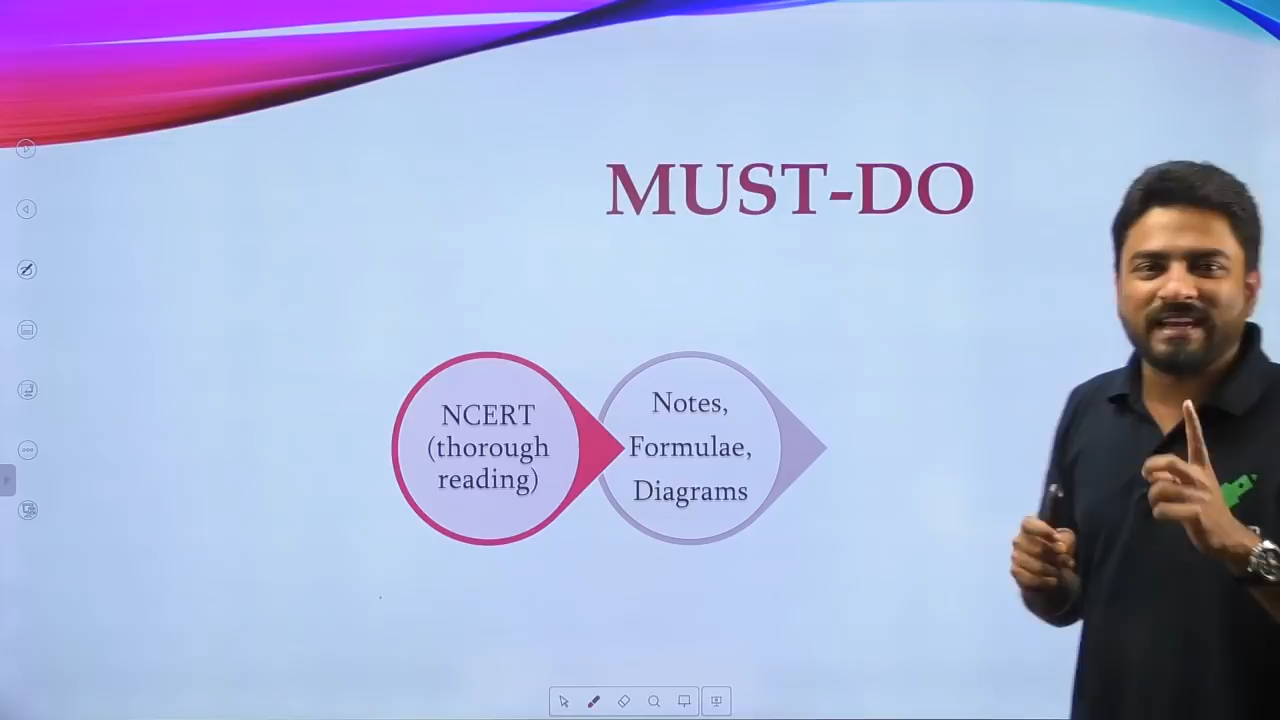 MUST-DO
NCERT
(thorough
reading)
Notes,
Formulae,
Diagrams